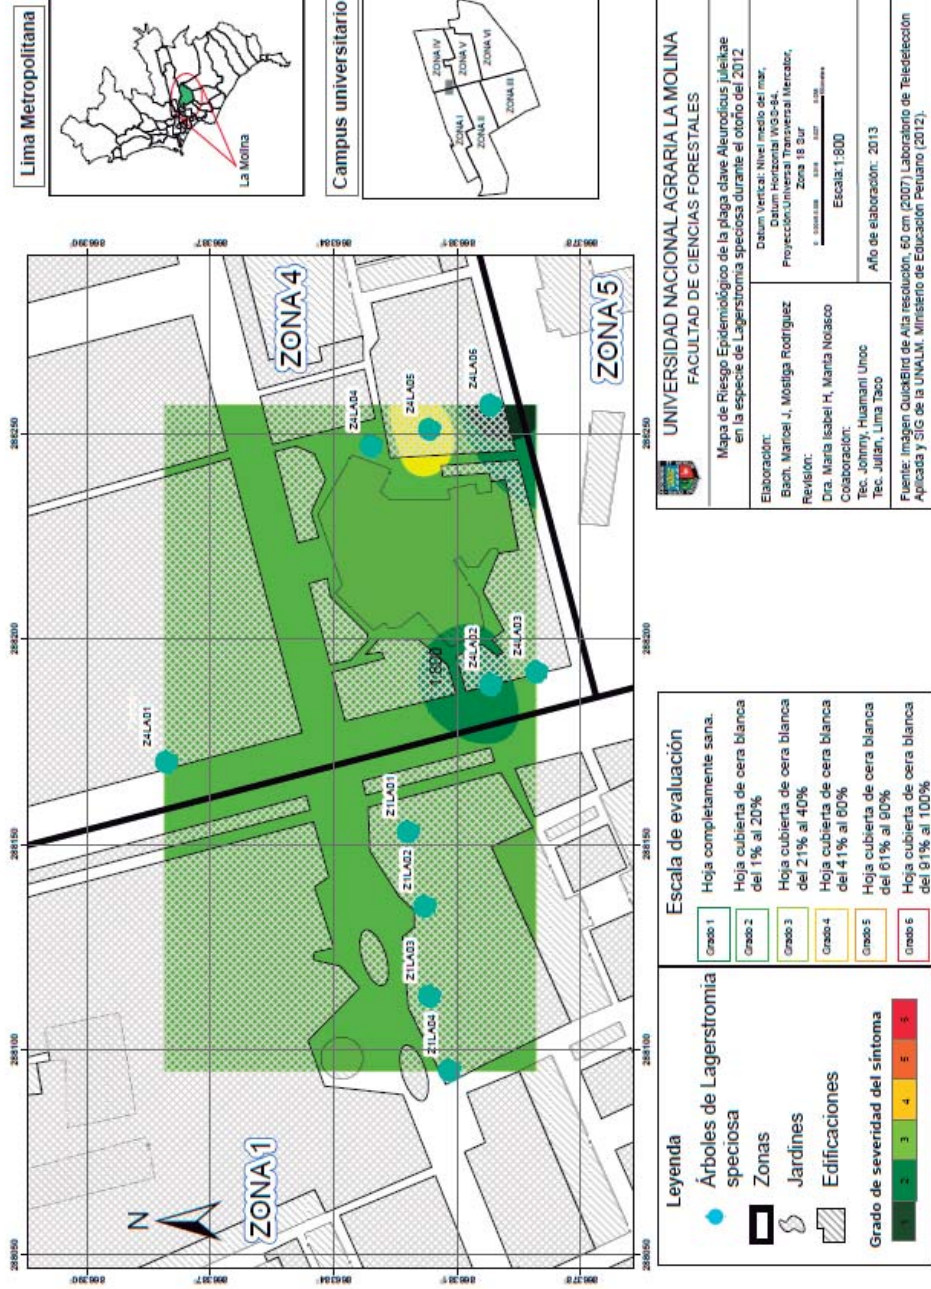 Lima Metropolitana
La Molina
Campus universitario
ZONA IV
ZONA I
ZONA V
ZONA VI
ZONA II
ZONA III
288050
288100
288150
288200
288250
N
ZONA 1
ZONA 4
ZONA 5
Z4LA01
Z4LA04
Z4LA05
Z4LA06
Z4LA02
Z4LA03
Z1LA01
Z1LA02
Z1LA03
Z1LA04
288050
288100
288150
288200
288250
Leyenda
Árboles de Lagerstromia
speciosa
Zonas
Jardines
Edificaciones
Grado de severidad del síntoma
1 2 3 4 5 6
Escala de evaluación
Grado 1 Hoja completamente sana.
Grado 2 Hoja cubierta de cera blanca
del 1% al 20%
Grado 3 Hoja cubierta de cera blanca
del 21% al 40%
Grado 4 Hoja cubierta de cera blanca
del 41% al 60%
Grado 5 Hoja cubierta de cera blanca
del 61% al 90%
Grado 6 Hoja cubierta de cera blanca
del 91% al 100%
UNIVERSIDAD NACIONAL AGRARIA LA MOLINA
FACULTAD DE CIENCIAS FORESTALES
Mapa de Riesgo Epidemiológico de la plaga clave Aleurodicus juleikae
en la especie de Lagerstromia speciosa durante el otoño del 2012
Elaboración:
Bach. Maricel J, Móstiga Rodríguez
Revisión:
Dra. María Isabel H, Manta Nolasco
Colaboración:
Tec. Johnny, Huamaní Unoc
Tec. Julián, Lima Taco
Datum Vertical: Nivel medio del mar,
Datum Horizontal WGS-84,
Proyección:Universal Transversal Mercator,
Zona 18 Sur
Escala:1:800
Año de elaboración: 2013
Fuente: Imagen QuickBird de Alta resolución, 60 cm (2007) Laboratorio de Teledetección
Aplicada y SIG de la UNALM. Ministerio de Educación Peruano (2012).